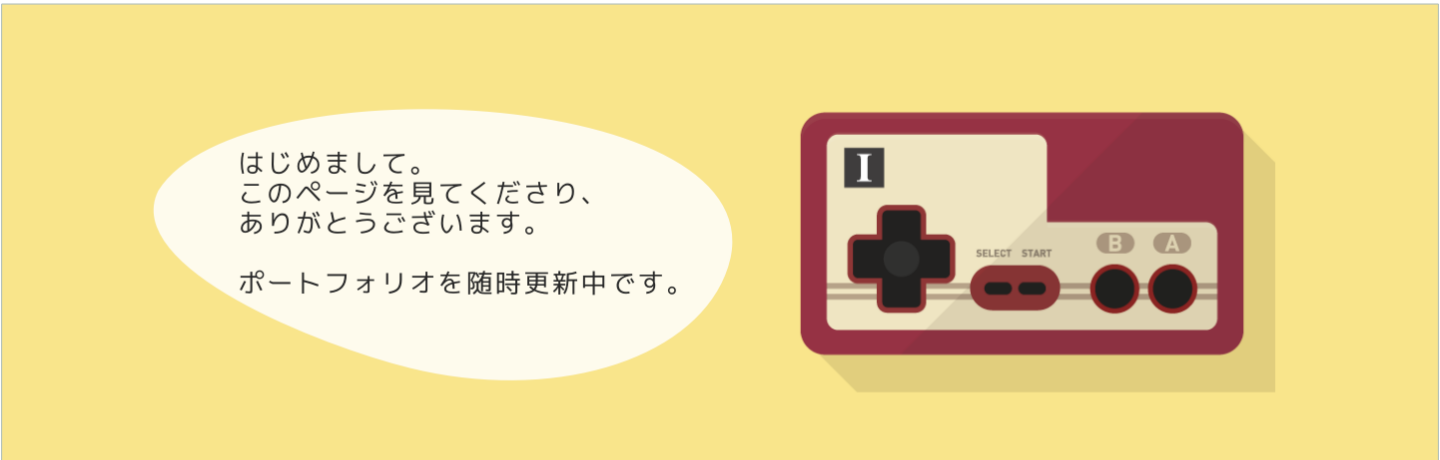 はじめまして。
このページを見てくださり、
ありがとうございます。
ポートフォリオを随時更新中です。
I
SELECT START
B A